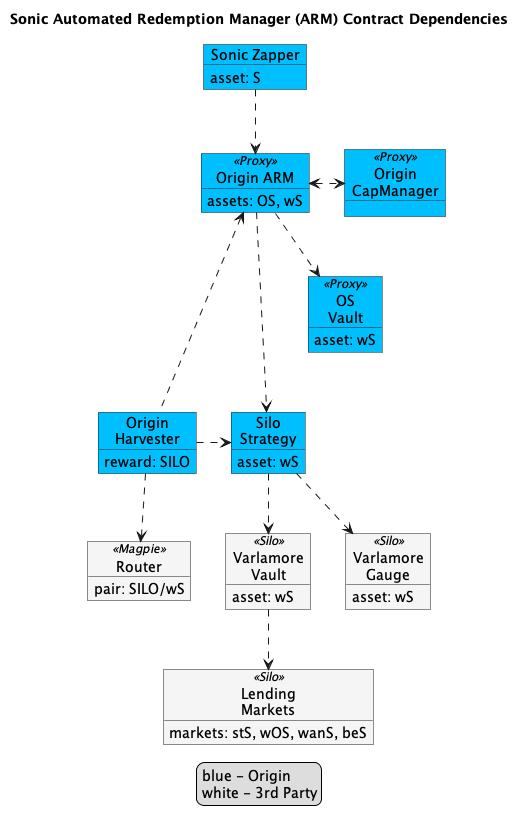 Sonic Automated Redemption Manager (ARM) Contract Dependencies
Sonic Zapper
asset: S
«Proxy»
Origin ARM
assets: OS, wS
«Proxy»
Origin
CapManager
«Proxy»
OS
Vault
asset: wS
Origin
Harvester
reward: SILO
Silo
Strategy
asset: wS
«Magpie»
Router
pair: SILO/wS
«Silo»
Varlamore
Vault
asset: wS
«Silo»
Varlamore
Gauge
asset: wS
«Silo»
Lending
Markets
markets: stS, wOS, wanS, beS
blue – Origin
white – 3rd Party